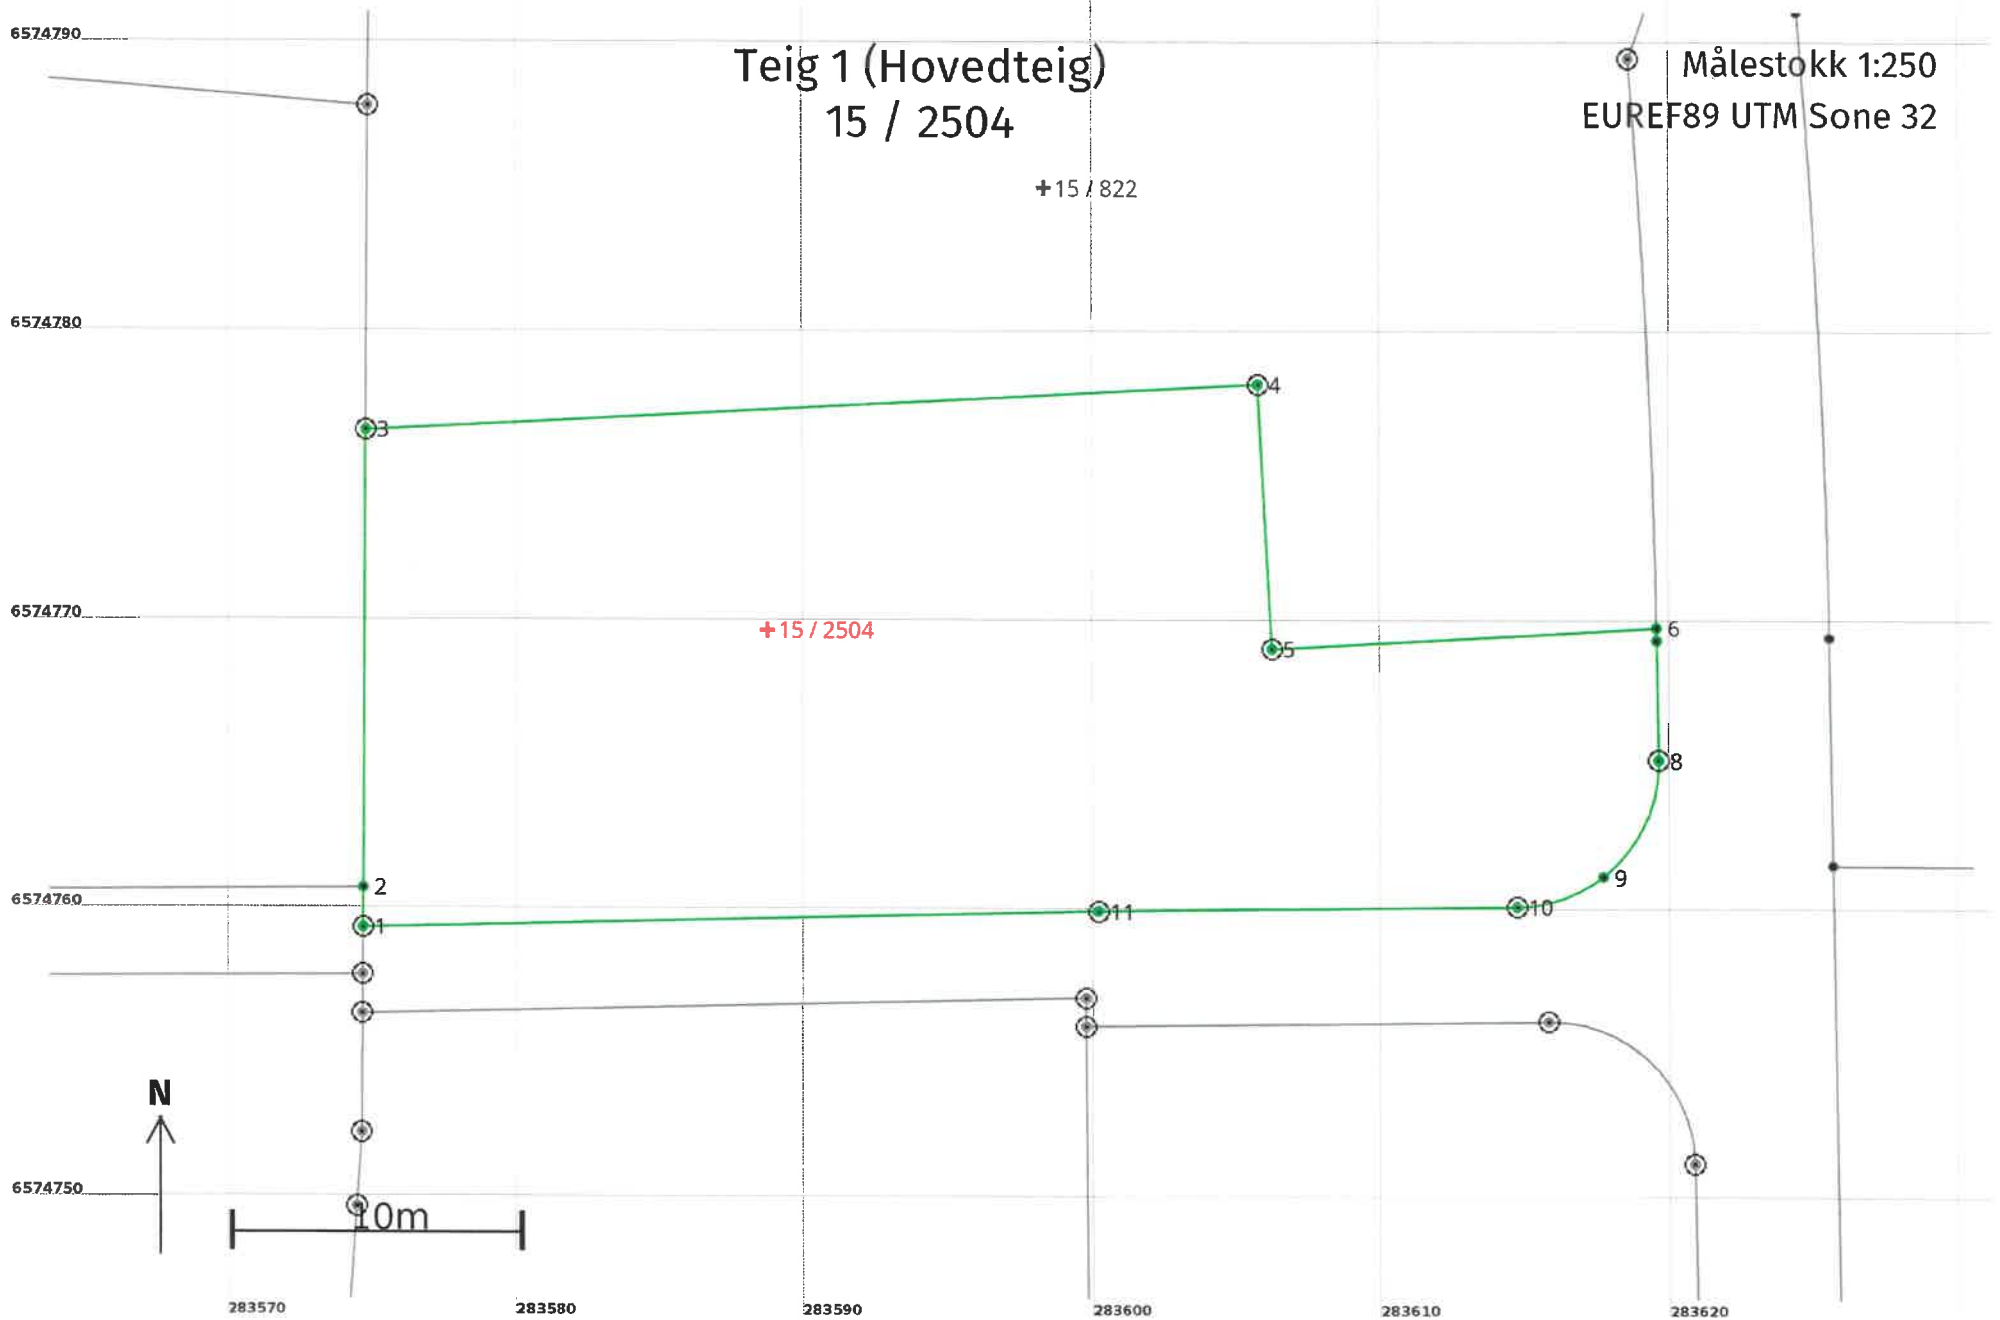 6574790
Teig 1 (Hovedteig)
Målestokk 1:250
15 / 2504
EUREF89 UTM Sone 32
+15 / 822
6574780
4
3
6574770
+15 / 2504
6
5
8
2
9
6574760
1
11
10
N
6574750
10m
283570
283580
283590
283600
283610
283620